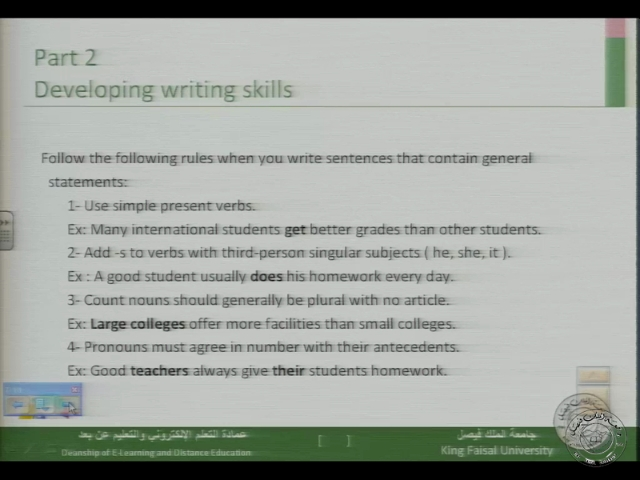 Part 2
Developing writing skills
Follow the following rules when you write sentences that contain general
statements:
1- Use simple present verbs.
Ex: Many international students get better grades than other students.
2- Add -s to verbs with third-person singular subjects ( he, she, it ).
Ex : A good student usually does his homework every day.
3- Count nouns should generally be plural with no article.
Ex: Large colleges offer more facilities than small colleges.
4- Pronouns must agree in number with their antecedents.
Ex: Good teachers always give their students homework.
عمادة التعلم الإلكتروني والتعليم عن بعد
Deanship of E-Learning and Distance Education
[ ]
جامعة الملك فيصل
King Faisal University